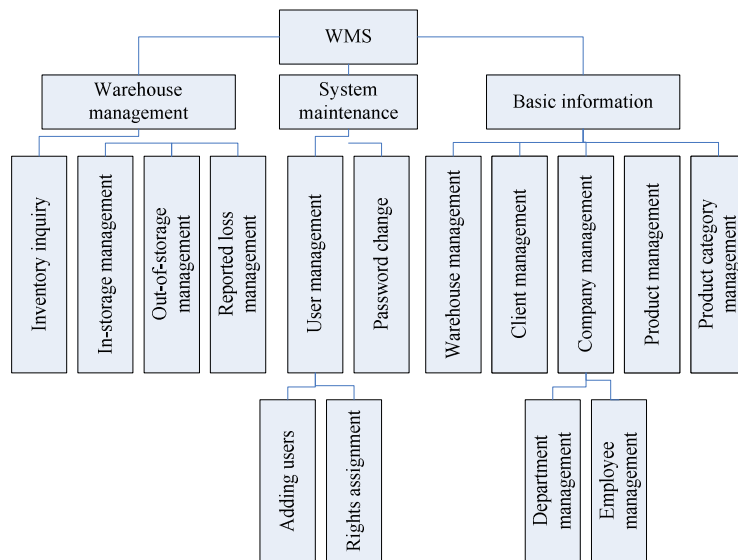 WMS
Warehouse
management
System
maintenance
Basic information
Inventory inquiry
In-storage management
Out-of-storage
management
Reported loss
management
User management
Password change
Warehouse management
Client management
Company management
Product management
Product category
management
Adding users
Rights assignment
Department
management
Employee
management